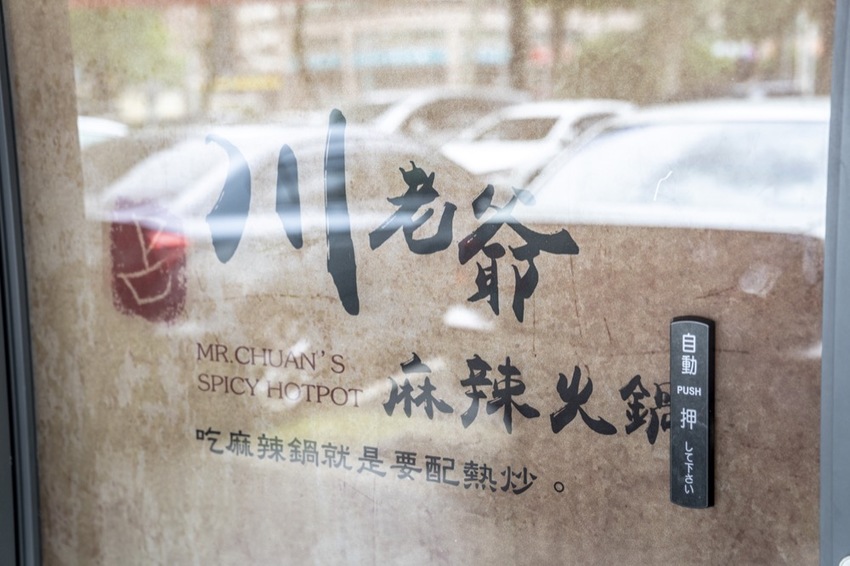 川老爺
MR.CHUAN'S
SPICY HOTPOT
麻辣火鍋
吃麻辣鍋就是要配熱炒。
自動
PUSH
押
して下さい